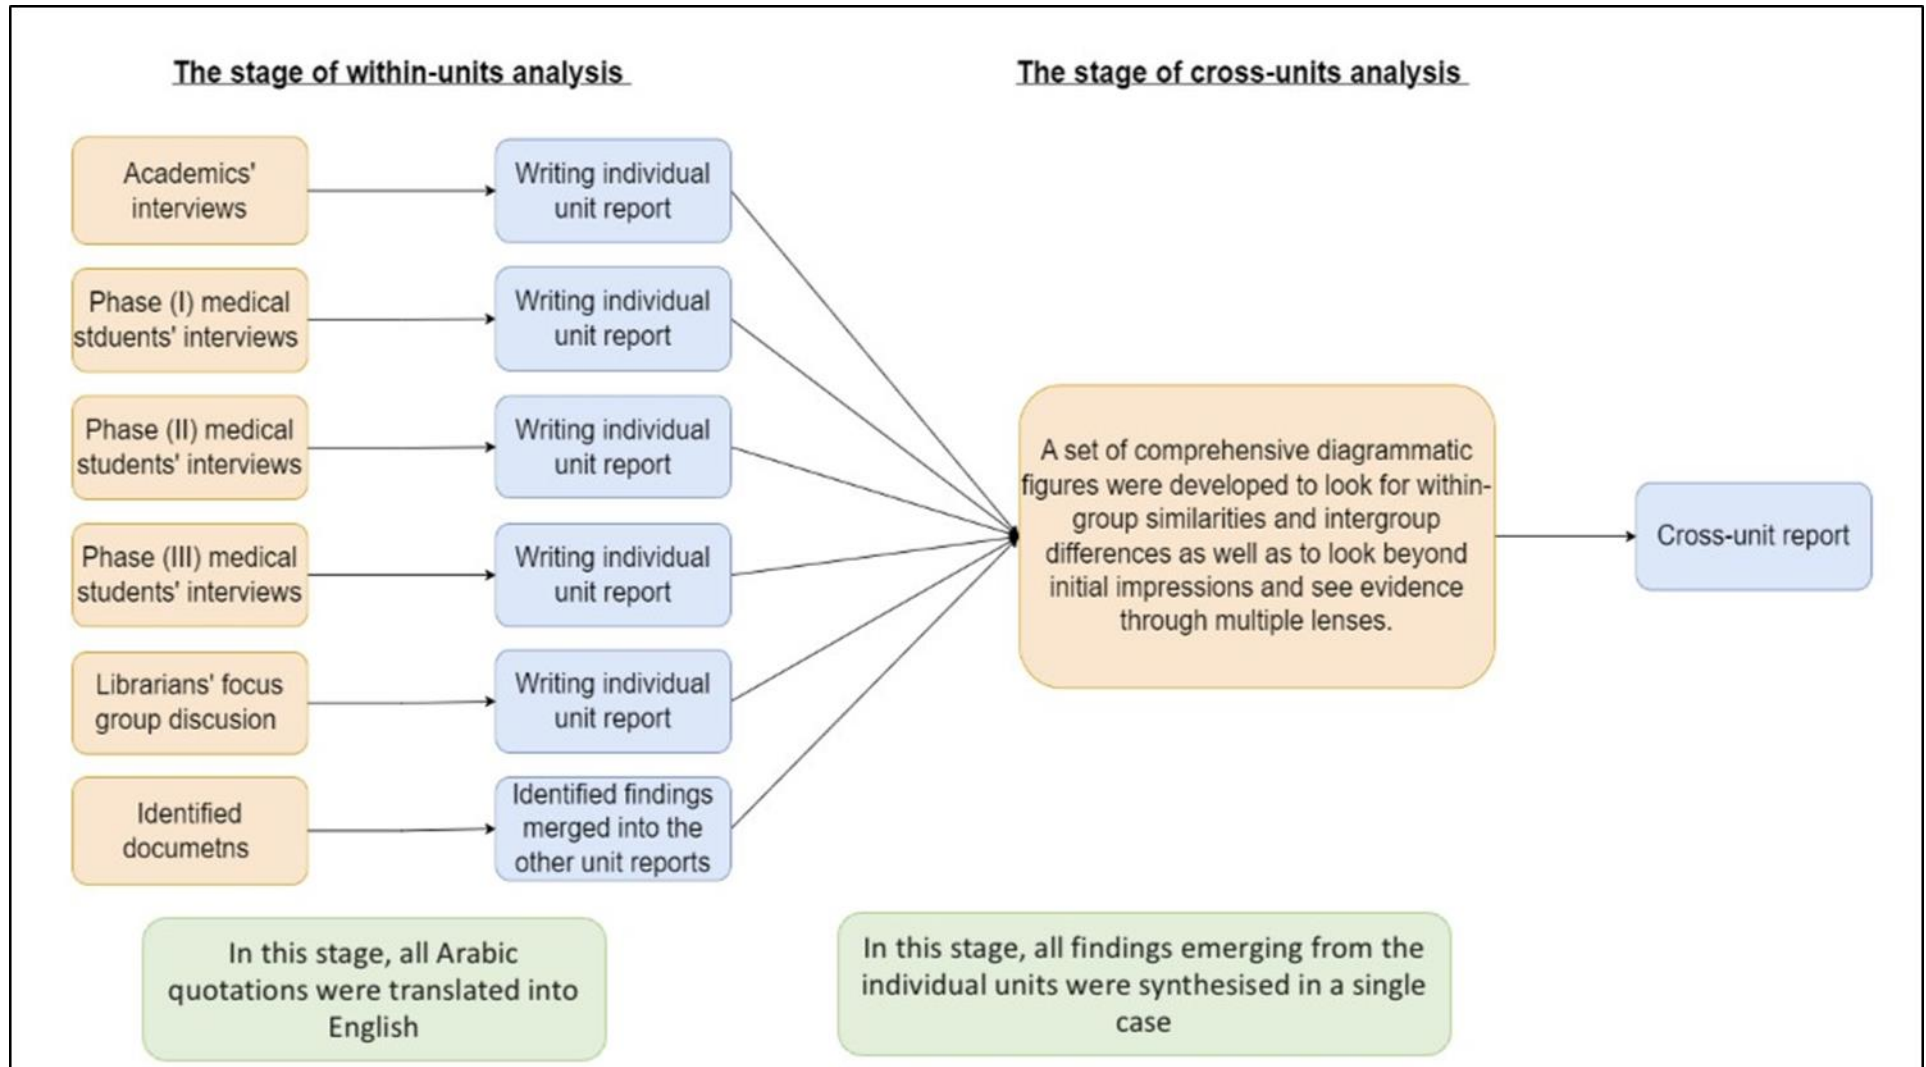 The stage of within-units analysis
The stage of cross-units analysis
Academics'
interviews
Writing individual
unit report
Phase (I) medical
stduents' interviews
Writing individual
unit report
Phase (II) medical
students' interviews
Writing individual
unit report
Phase (III) medical
students' interviews
Writing individual
unit report
Librarians' focus
group discusion
Writing individual
unit report
Identified
documetns
Identified findings
merged into the
other unit reports
A set of comprehensive diagrammatic
figures were developed to look for within-
group similarities and intergroup
differences as well as to look beyond
initial impressions and see evidence
through multiple lenses.
Cross-unit report
In this stage, all Arabic
quotations were translated into
English
In this stage, all findings emerging from the
individual units were synthesised in a single
case